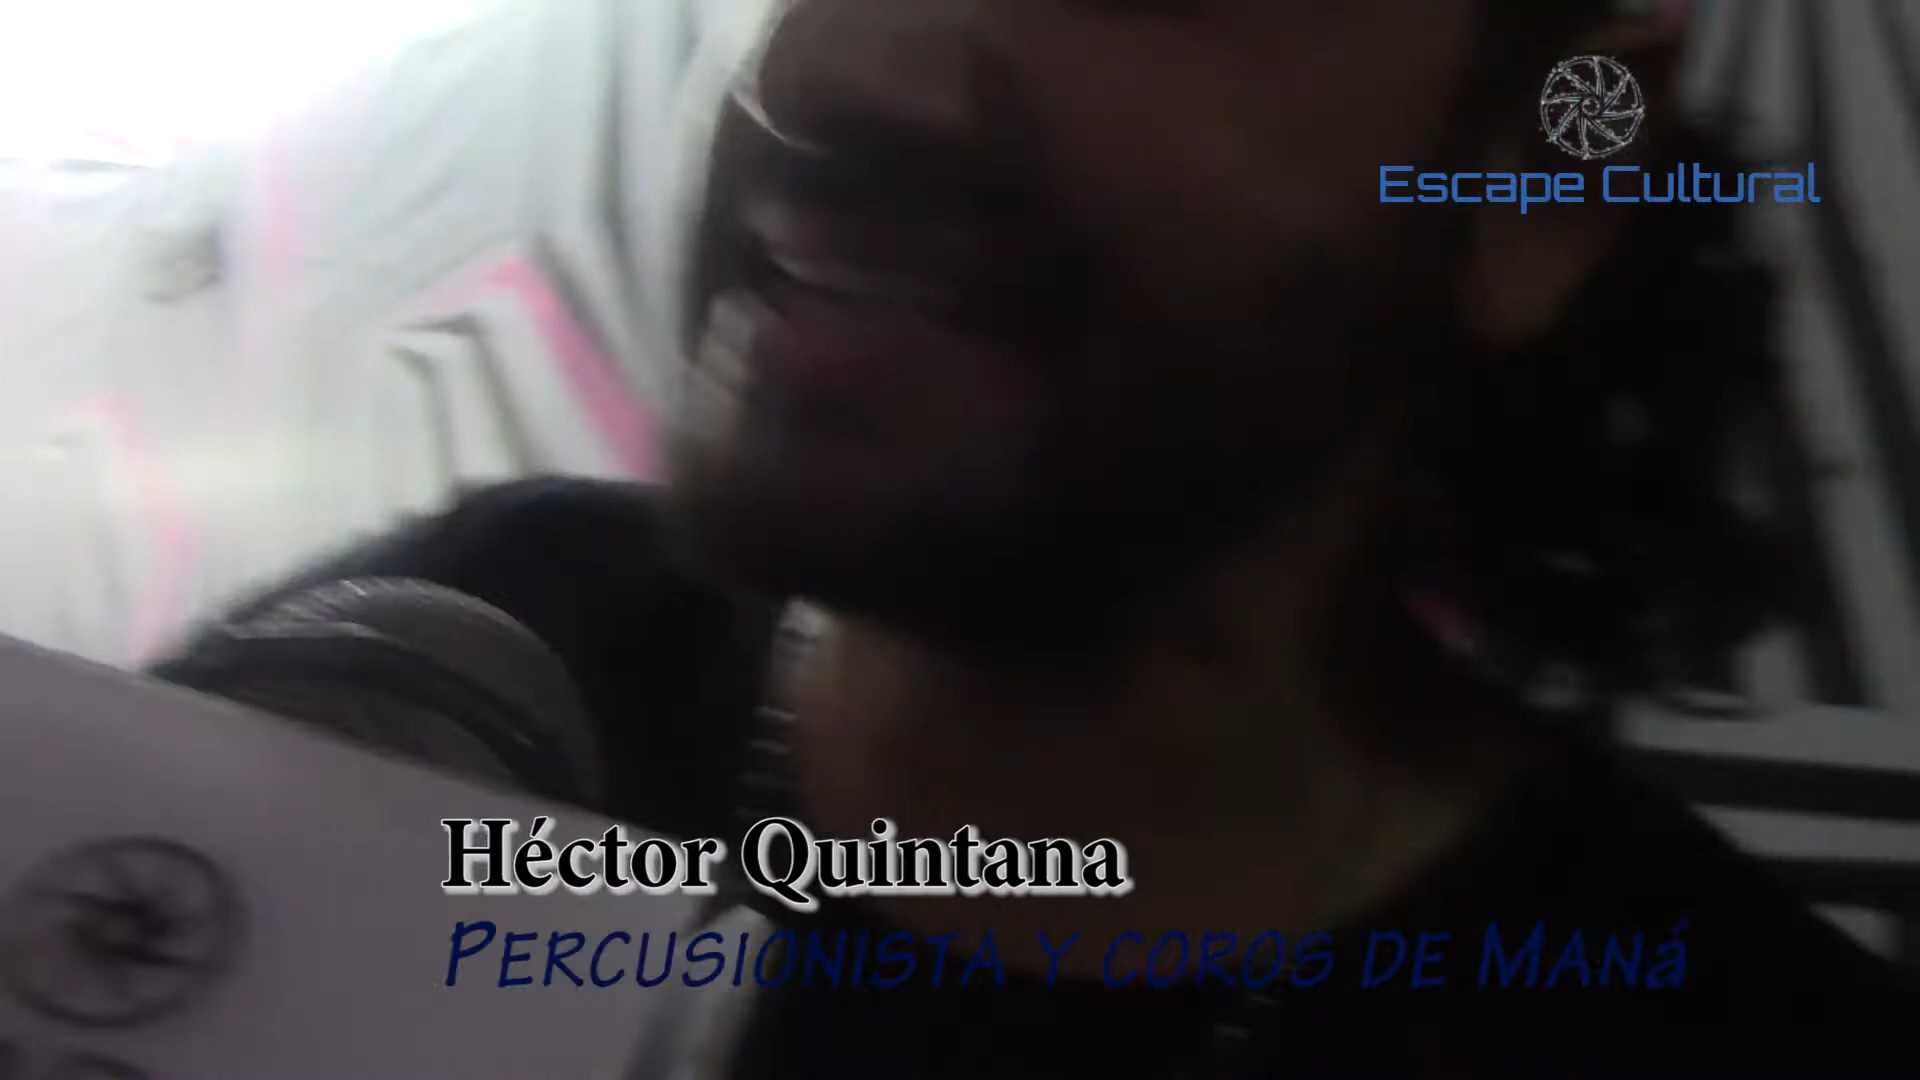 Escape Cultural
Héctor Quintana
Percusionista y coros de Maná